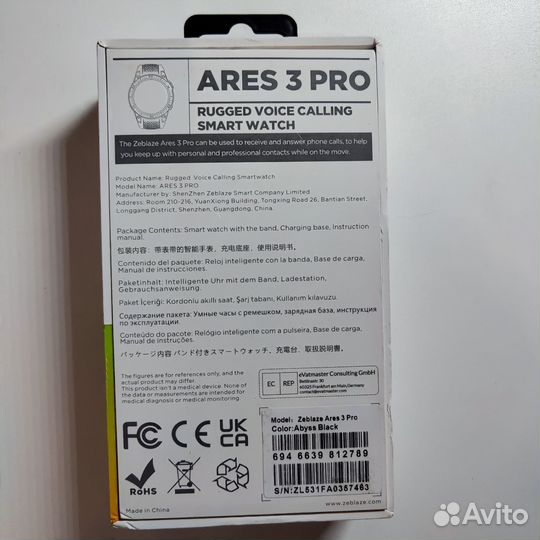 ARES 3 PRO
RUGGED VOICE CALLING
SMART WATCH
The Zeblaze Ares 3 Pro can be used to receive and answer phone calls, to help
you keep up with personal and professional contacts while on the move.
Product Name: Rugged Voice Calling Smartwatch
Model Name: ARES 3 PRO
Manufacturer by: ShenZhen Zeblaze Smart Company Limited
Address: Room 210-216, YuanXiong Building, Tongxing Road 26, Bantian Street,
Longgang District, Shenzhen, Guangdong, China.
Package Contents: Smart watch with the band, Charging base, Instruction
manual.
包装内容：带表带的智能手表，充电底座，使用说明书。
Contenido del paquete: Reloj inteligente con la banda, Base de carga,
Manual de instrucciones.
Paketinhalt: Intelligente Uhr mit dem Band, Ladestation,
Gebrauchsanweisung.
Paket İçeriği: Kordonlu akıllı saat, Şarj tabanı, Kullanım kılavuzu.
Содержание пакета: Умные часы с ремешком, зарядная база, инструкция
по эксплуатации.
Conteúdo do pacote: Relógio inteligente com a pulseira, Base de carga,
Manual de instruções.
パッケージ内容 バンド付きスマートウォッチ、充電台、取扱説明書。
The figures are for references only, and the
actual product may differ.
This product isn't a medical device. None of the
data or measurements are intended for
medical diagnosis or medical monitoring.
EC REP
eVatmaster Consulting GmbH
Bettinastr. 30
60325 Frankfurt am Main, Germany
contact@evatmaster.com
Model: Zeblaze Ares 3 Pro
Color:Abyss Black
694 6639 812789
S/N:ZL531FA0357463
FC CE UK
CA
RoHS
Made in China
www.zeblaze.com
Avito